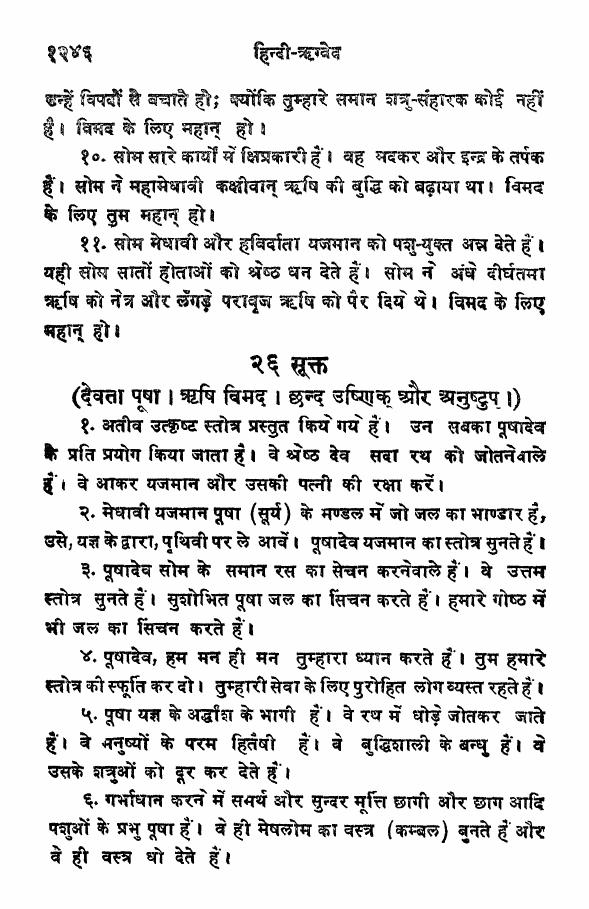 १२४६ हिन्दी-ऋग्वेद
उन्हें विपदों से बचाते हो; क्योंकि तुम्हारे समान शत्रु-संहारक कोई नहीं
है। विमद के लिए महान् हो।
१०. सोम सारे कार्यों में क्षिप्रकारी हैं। वह मदकर और इन्द्र के तर्पक
हैं। सोम ने महामेधावी कक्षीवान् ऋषि की बुद्धि को बढ़ाया था। विमद
के लिए तुम महान् हो।
११. सोम मेधावी और हविर्दाता यजमान को पशु-युक्त अन्न देते हैं।
यही सोम सातों होताओं को श्रेष्ठ धन देते हैं। सोम ने अंधे दीर्घतमा
ऋषि को नेत्र और लँगड़े परावृज ऋषि को पैर दिये थे। विमद के लिए
महान् हो।
२६ सूक्त
(देवता पूषा। ऋषि विमद। छन्द उष्णिक् और अनुष्टुप्।)
१. अतीव उत्कृष्ट स्तोत्र प्रस्तुत किये गये हैं। उन सबका पूषादेव
के प्रति प्रयोग किया जाता है। वे श्रेष्ठ देव सदा रथ को जोतनेवाले
हैं। वे आकर यजमान और उसकी पत्नी की रक्षा करें।
२. मेधावी यजमान पूषा (सूर्य) के मण्डल में जो जल का भाण्डार है,
उसे, यज्ञ के द्वारा, पृथिवी पर ले आवें। पूषादेव यजमान का स्तोत्र सुनते हैं।
३. पूषादेव सोम के समान रस का सेचन करनेवाले हैं। वे उत्तम
स्तोत्र सुनते हैं। सुशोभित पूषा जल का सिंचन करते हैं। हमारे गोष्ठ में
भी जल का सिंचन करते हैं।
४. पूषादेव, हम मन ही मन तुम्हारा ध्यान करते हैं। तुम हमारे
स्तोत्र की स्फूर्ति कर दो। तुम्हारी सेवा के लिए पुरोहित लोग व्यस्त रहते हैं।
५. पूषा यज्ञ के अर्द्धांश के भागी हैं। वे रथ में घोड़े जोतकर जाते
हैं। वे मनुष्यों के परम हितैषी हैं। वे बुद्धिशाली के बन्धु हैं। वे
उसके शत्रुओं को दूर कर देते हैं।
६. गर्भाधान करने में समर्थ और सुन्दर मूर्त्ति छागी और छाग आदि
पशुओं के प्रभु पूषा हैं। वे ही मेषलोम का वस्त्र (कम्बल) बुनते हैं और
वे ही वस्त्र धो देते हैं।